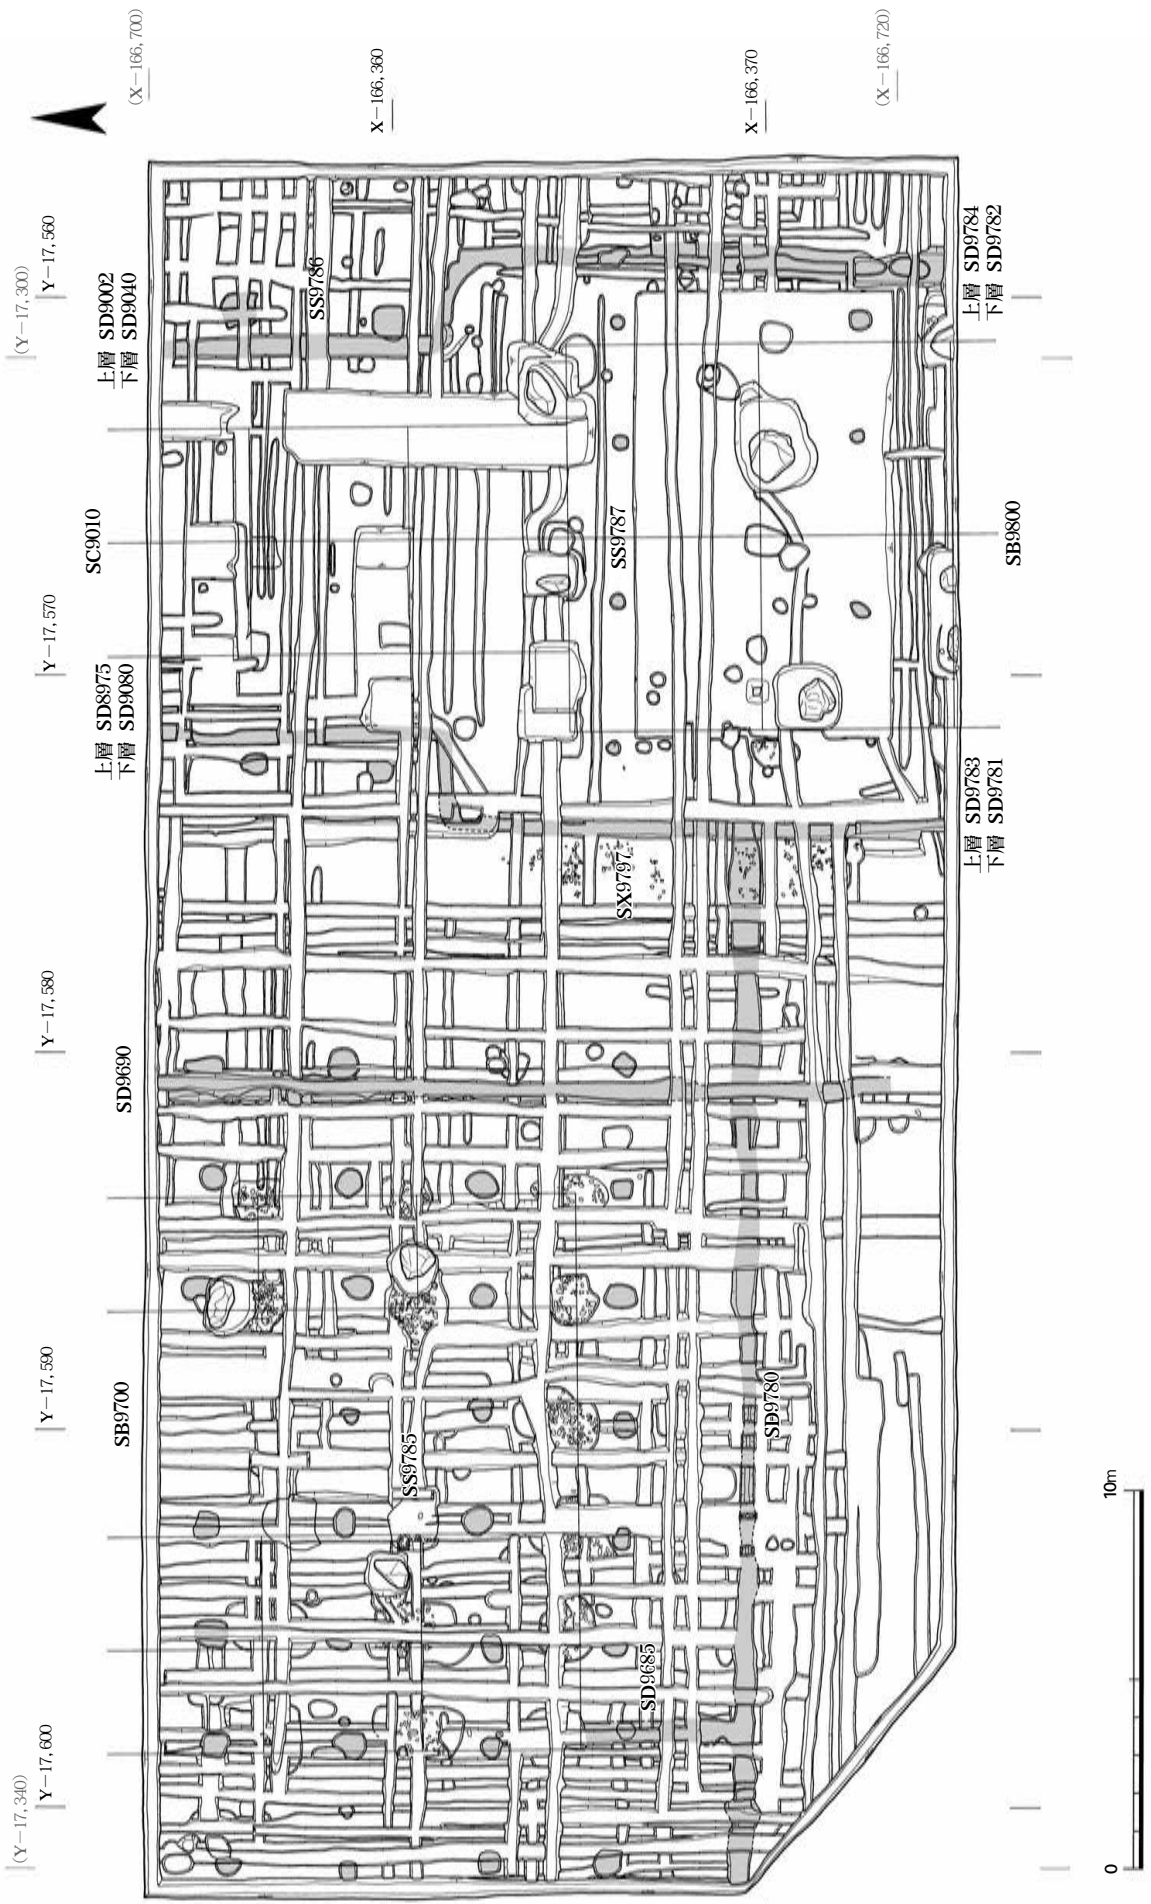 (X－166,700)
X－166,360
X－166,370
(X－166,720)
(Y－17,300)
Y－17,560
上層 SD9002
下層 SD9040
SS9786
上層 SD9784
下層 SD9782
SC9010
SS9787
SB9800
Y－17,570
上層 SD8975
下層 SD9080
上層 SD9783
下層 SD9781
SX9797
Y－17,580
SD9690
Y－17,590
SB9700
SS9785
SD9780
SD9685
Y－17,600
(Y－17,340)
0
10m